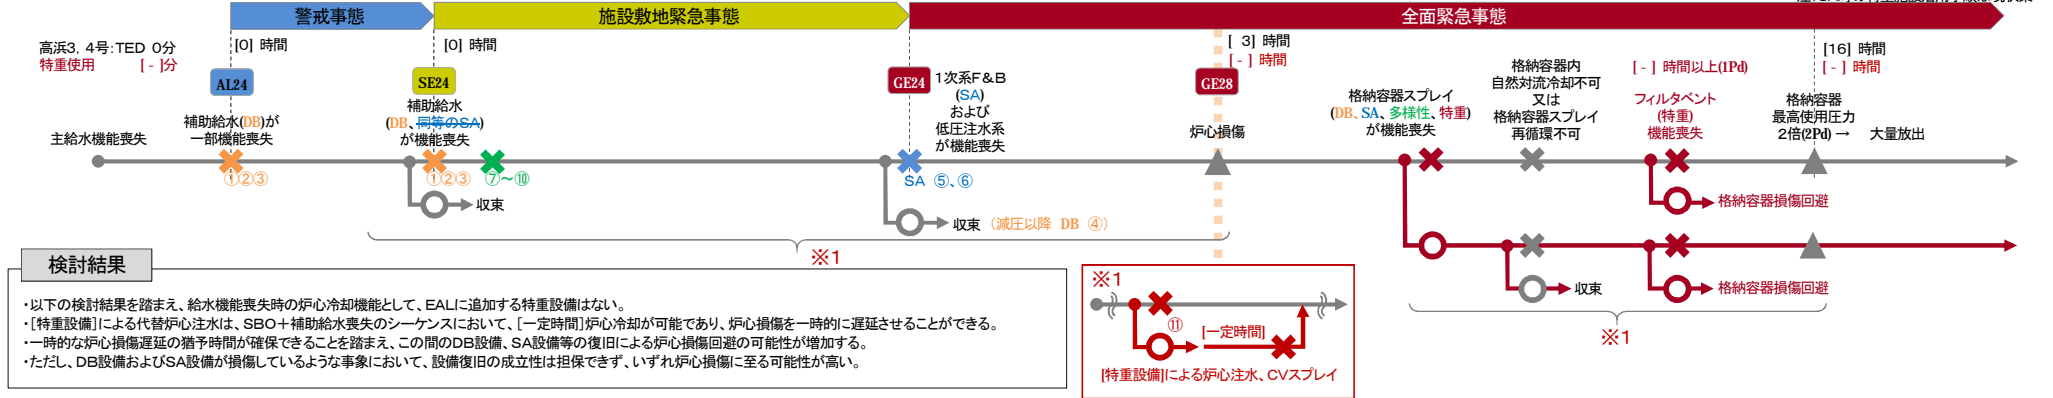 警戒事態
施設敷地緊急事態
全面緊急事態
高浜3，4号：TED 0分
特重使用 [ - ]分
[0] 時間
[0] 時間
[ 3] 時間
[ - ] 時間
[16] 時間
[ - ] 時間
AL24
SE24
GE24
GE28
主給水機能喪失
補助給水(DB)が
一部機能喪失
補助給水
(DB、同等のSA)
が機能喪失
1次系F＆B
(SA)
および
低圧注水系
が機能喪失
炉心損傷
格納容器スプレイ
(DB、SA、多様性、特重)
が機能喪失
格納容器内
自然対流冷却不可
又は
格納容器スプレイ
再循環不可
[ - ] 時間以上(1Pd)
フィルタベント
(特重)
機能喪失
格納容器
最高使用圧力
2倍(2Pd) →
大量放出
①②③
①②③
⑦～⑩
SA ⑤、⑥
収束
収束 （減圧以降 DB ④）
格納容器損傷回避
収束
格納容器損傷回避
※1
※1
検討結果
・以下の検討結果を踏まえ、給水機能喪失時の炉心冷却機能として、EALに追加する特重設備はない。
・[特重設備]による代替炉心注水は、SBO＋補助給水喪失のシーケンスにおいて、[一定時間]炉心冷却が可能であり、炉心損傷を一時的に遅延させることができる。
・一時的な炉心損傷遅延の猶予時間が確保できることを踏まえ、この間のDB設備、SA設備等の復旧による炉心損傷回避の可能性が増加する。
・ただし、DB設備およびSA設備が損傷しているような事象において、設備復旧の成立性は担保できず、いずれ炉心損傷に至る可能性が高い。
※1
⑪
[一定時間]
[特重設備]による炉心注水、CVスプレイ